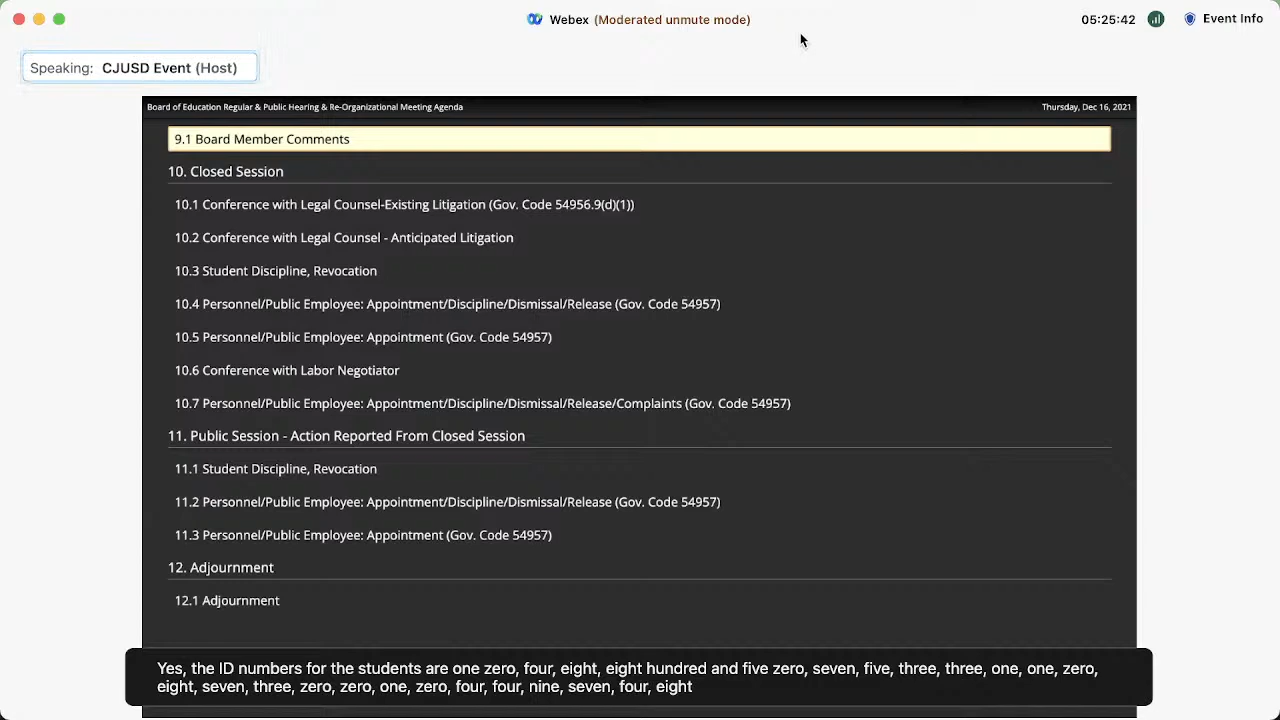 Webex (Moderated unmute mode)
05:25:42
Event Info
Speaking: CJUSD Event (Host)
Board of Education Regular & Public Hearing & Re-Organizational Meeting Agenda
Thursday, Dec 16, 2021
9.1 Board Member Comments
10. Closed Session
10.1 Conference with Legal Counsel-Existing Litigation (Gov. Code 54956.9(d)(1))
10.2 Conference with Legal Counsel - Anticipated Litigation
10.3 Student Discipline, Revocation
10.4 Personnel/Public Employee: Appointment/Discipline/Dismissal/Release (Gov. Code 54957)
10.5 Personnel/Public Employee: Appointment (Gov. Code 54957)
10.6 Conference with Labor Negotiator
10.7 Personnel/Public Employee: Appointment/Discipline/Dismissal/Release/Complaints (Gov. Code 54957)
11. Public Session - Action Reported From Closed Session
11.1 Student Discipline, Revocation
11.2 Personnel/Public Employee: Appointment/Discipline/Dismissal/Release (Gov. Code 54957)
11.3 Personnel/Public Employee: Appointment (Gov. Code 54957)
12. Adjournment
12.1 Adjournment
Yes, the ID numbers for the students are one zero, four, eight, eight hundred and five zero, seven, five, three, three, one, one, zero,
eight, seven, three, zero, zero, one, zero, four, four, nine, seven, four, eight